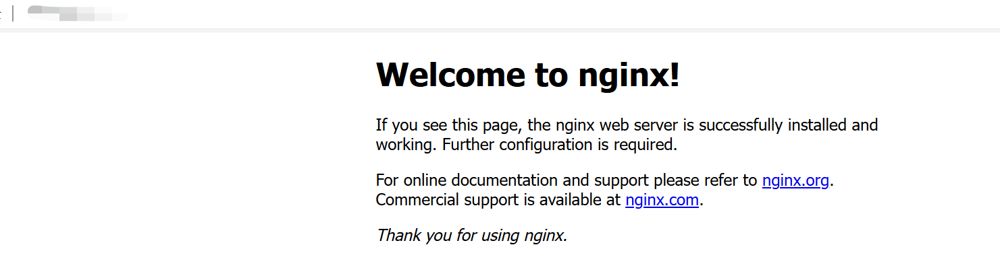 Welcome to nginx!
If you see this page, the nginx web server is successfully installed and
working. Further configuration is required.
For online documentation and support please refer to nginx.org.
Commercial support is available at nginx.com.
Thank you for using nginx.